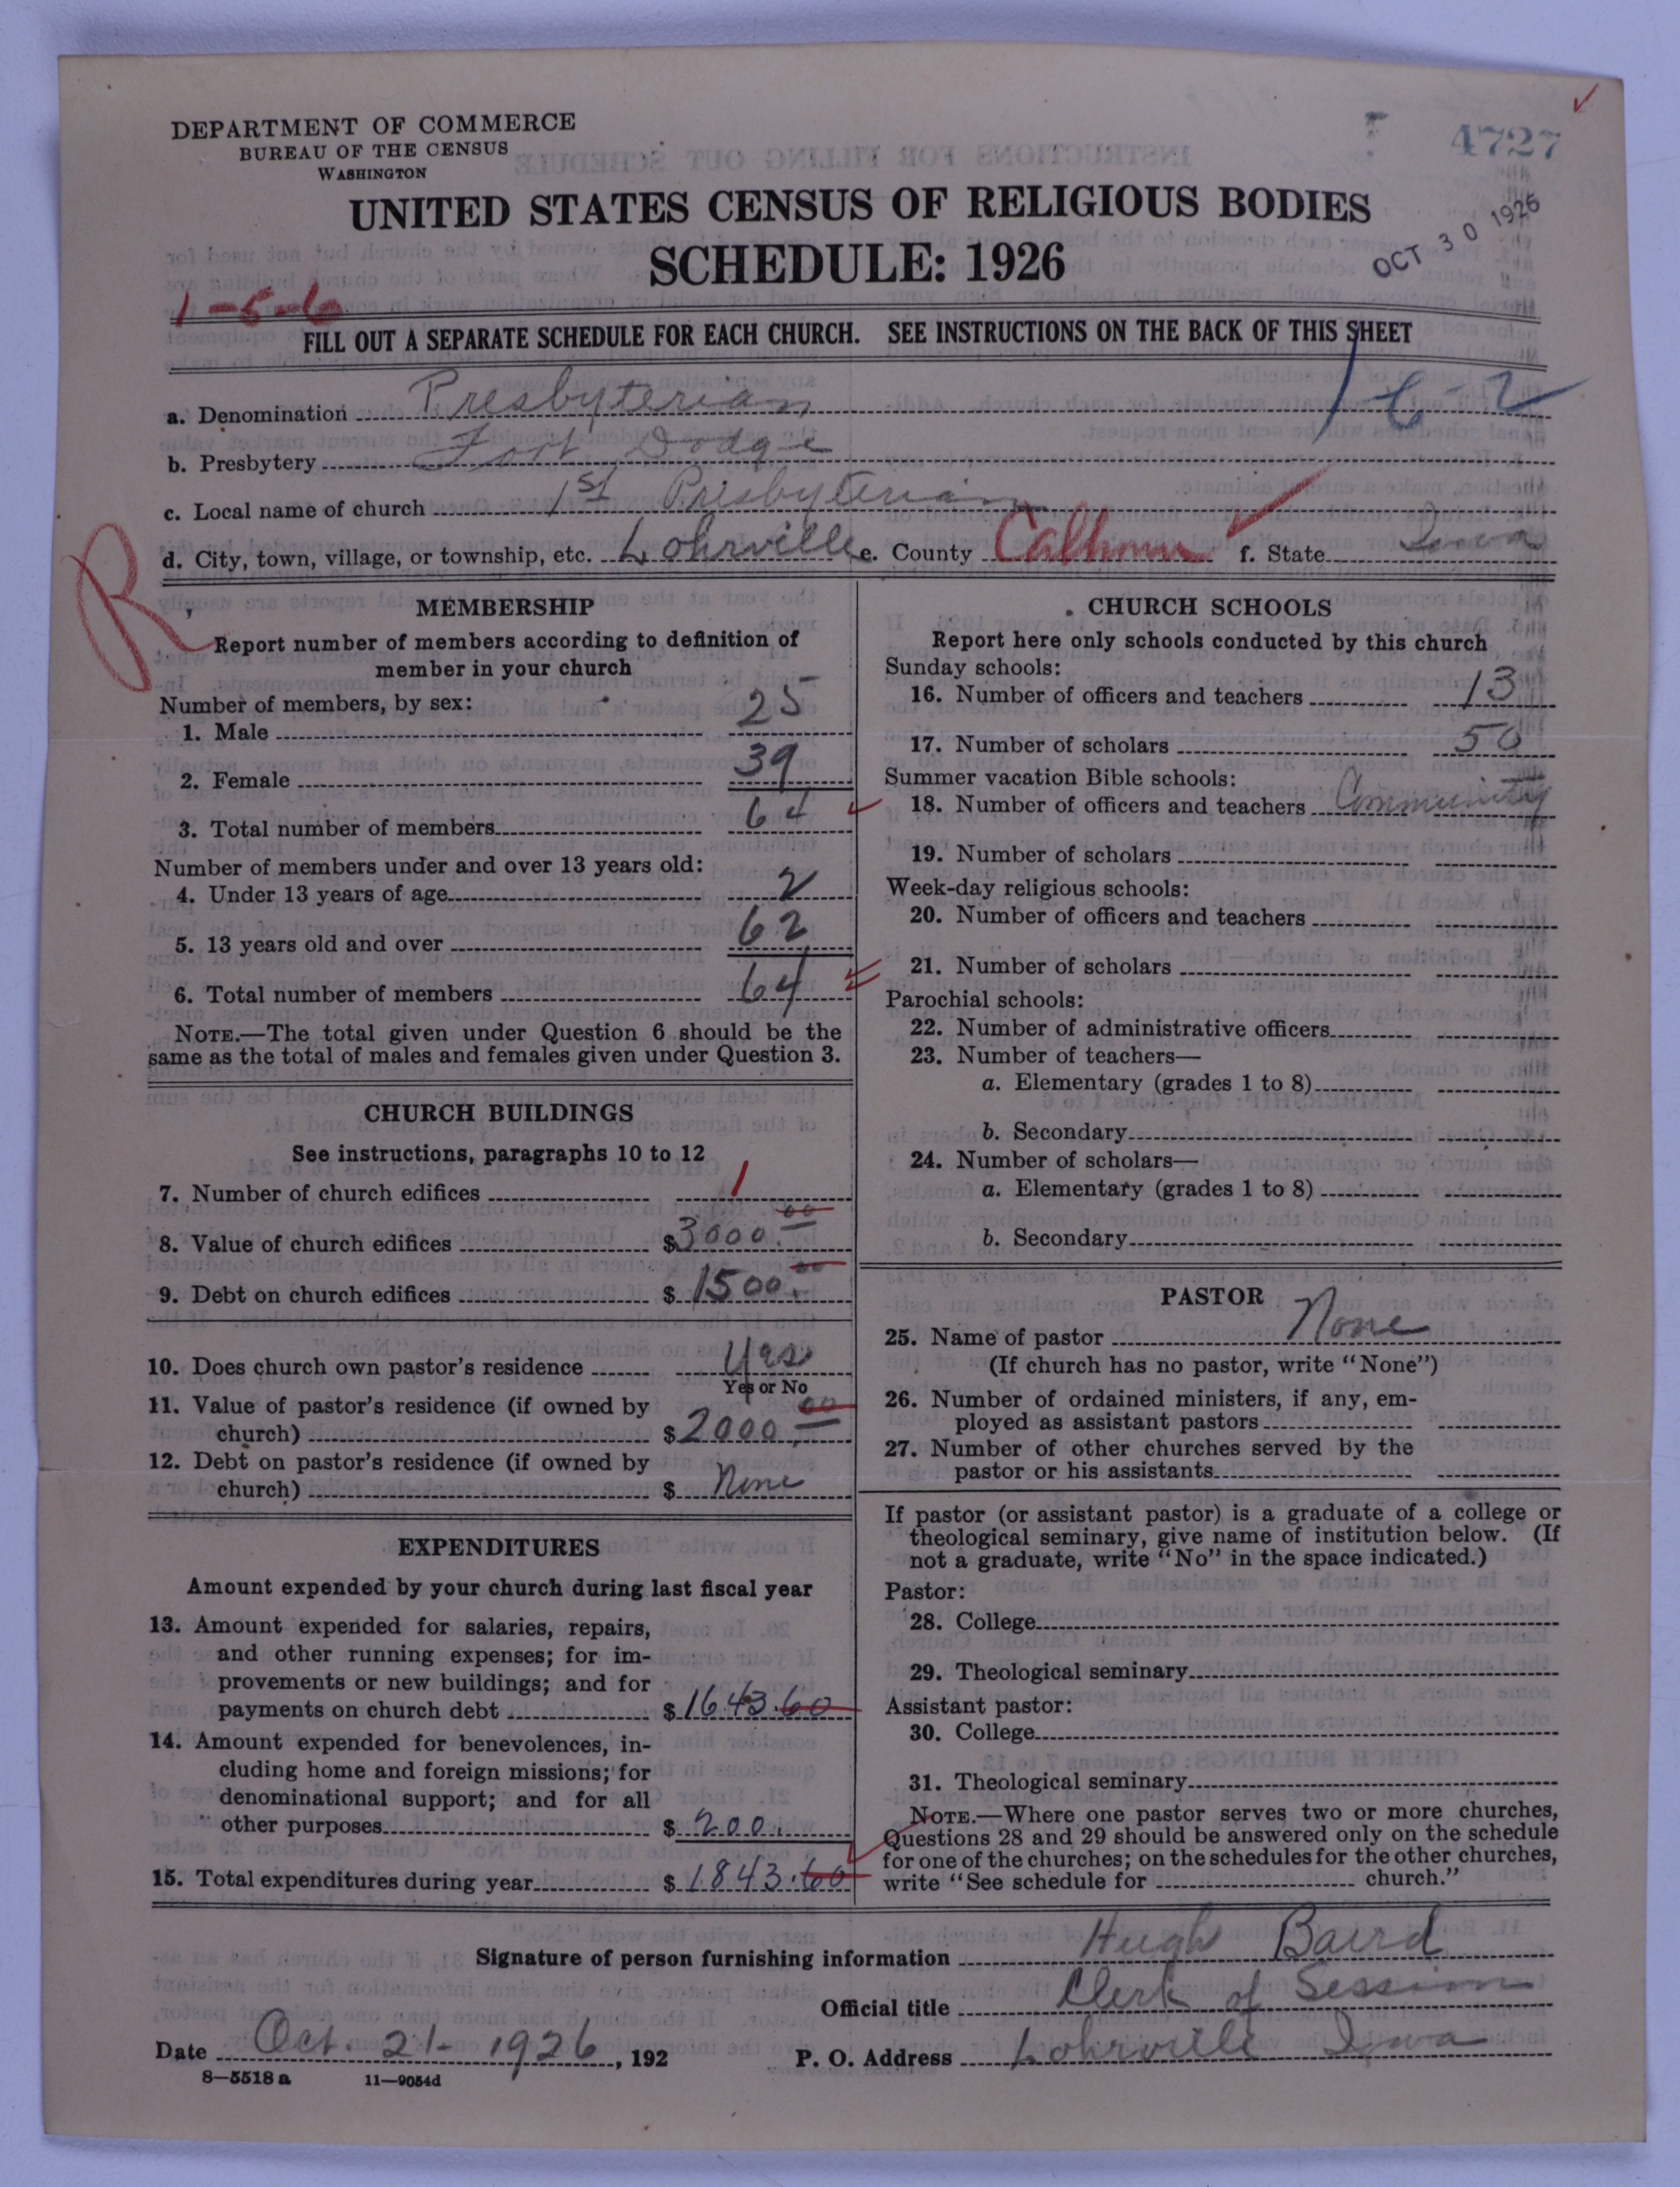 DEPARTMENT OF COMMERCE
BUREAU OF THE CENSUS
WASHINGTON
4727
UNITED STATES CENSUS OF RELIGIOUS BODIES
SCHEDULE: 1926
OCT 30 1926
1-5-6
FILL OUT A SEPARATE SCHEDULE FOR EACH CHURCH. SEE INSTRUCTIONS ON THE BACK OF THIS SHEET
a. Denomination Presbyterian
b. Presbytery Fort Dodge
c. Local name of church 1st Presbyterian
d. City, town, village, or township, etc. Lohrville e. County Calhoun f. State Iowa
R
MEMBERSHIP
Report number of members according to definition of
member in your church
Number of members, by sex:
1. Male 25
2. Female 39
3. Total number of members 64
Number of members under and over 13 years old:
4. Under 13 years of age 2
5. 13 years old and over 62
6. Total number of members 64
NOTE.—The total given under Question 6 should be the
same as the total of males and females given under Question 3.
CHURCH BUILDINGS
See instructions, paragraphs 10 to 12
7. Number of church edifices 1
8. Value of church edifices $3000.00
9. Debt on church edifices $1500.00
10. Does church own pastor's residence Yes
Yes or No
11. Value of pastor's residence (if owned by
church) $2000.00
12. Debt on pastor's residence (if owned by
church) $ None
EXPENDITURES
Amount expended by your church during last fiscal year
13. Amount expended for salaries, repairs,
and other running expenses; for im-
provements or new buildings; and for
payments on church debt $1643.60
14. Amount expended for benevolences, in-
cluding home and foreign missions; for
denominational support; and for all
other purposes $200.
15. Total expenditures during year $1843.60
CHURCH SCHOOLS
Report here only schools conducted by this church
Sunday schools:
16. Number of officers and teachers 13
17. Number of scholars 50
Summer vacation Bible schools:
18. Number of officers and teachers Community
19. Number of scholars
Week-day religious schools:
20. Number of officers and teachers
21. Number of scholars
Parochial schools:
22. Number of administrative officers
23. Number of teachers—
a. Elementary (grades 1 to 8)
b. Secondary
24. Number of scholars—
a. Elementary (grades 1 to 8)
b. Secondary
PASTOR
25. Name of pastor None
(If church has no pastor, write "None")
26. Number of ordained ministers, if any, em-
ployed as assistant pastors
27. Number of other churches served by the
pastor or his assistants
If pastor (or assistant pastor) is a graduate of a college or
theological seminary, give name of institution below. (If
not a graduate, write "No" in the space indicated.)
Pastor:
28. College
29. Theological seminary
Assistant pastor:
30. College
31. Theological seminary
NOTE.—Where one pastor serves two or more churches,
Questions 28 and 29 should be answered only on the schedule
for one of the churches; on the schedules for the other churches,
write "See schedule for church."
Signature of person furnishing information Hugh Baird
Official title Clerk of Session
Date Oct. 21- 1926, 192 P. O. Address Lohrville Iowa
8—5518 a 11—9054d